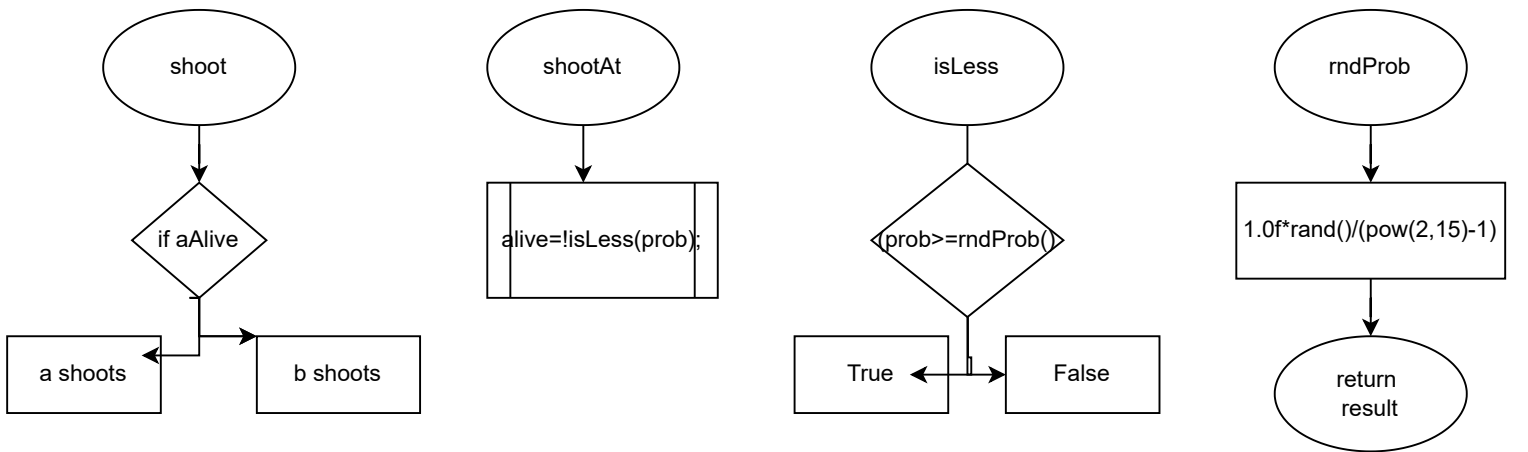 shoot
shootAt
isLess
rndProb
if aAlive
alive=!isLess(prob);
(prob>=rndProb()
1.0f*rand()/(pow(2,15)-1)
a shoots
b shoots
True
False
return
result